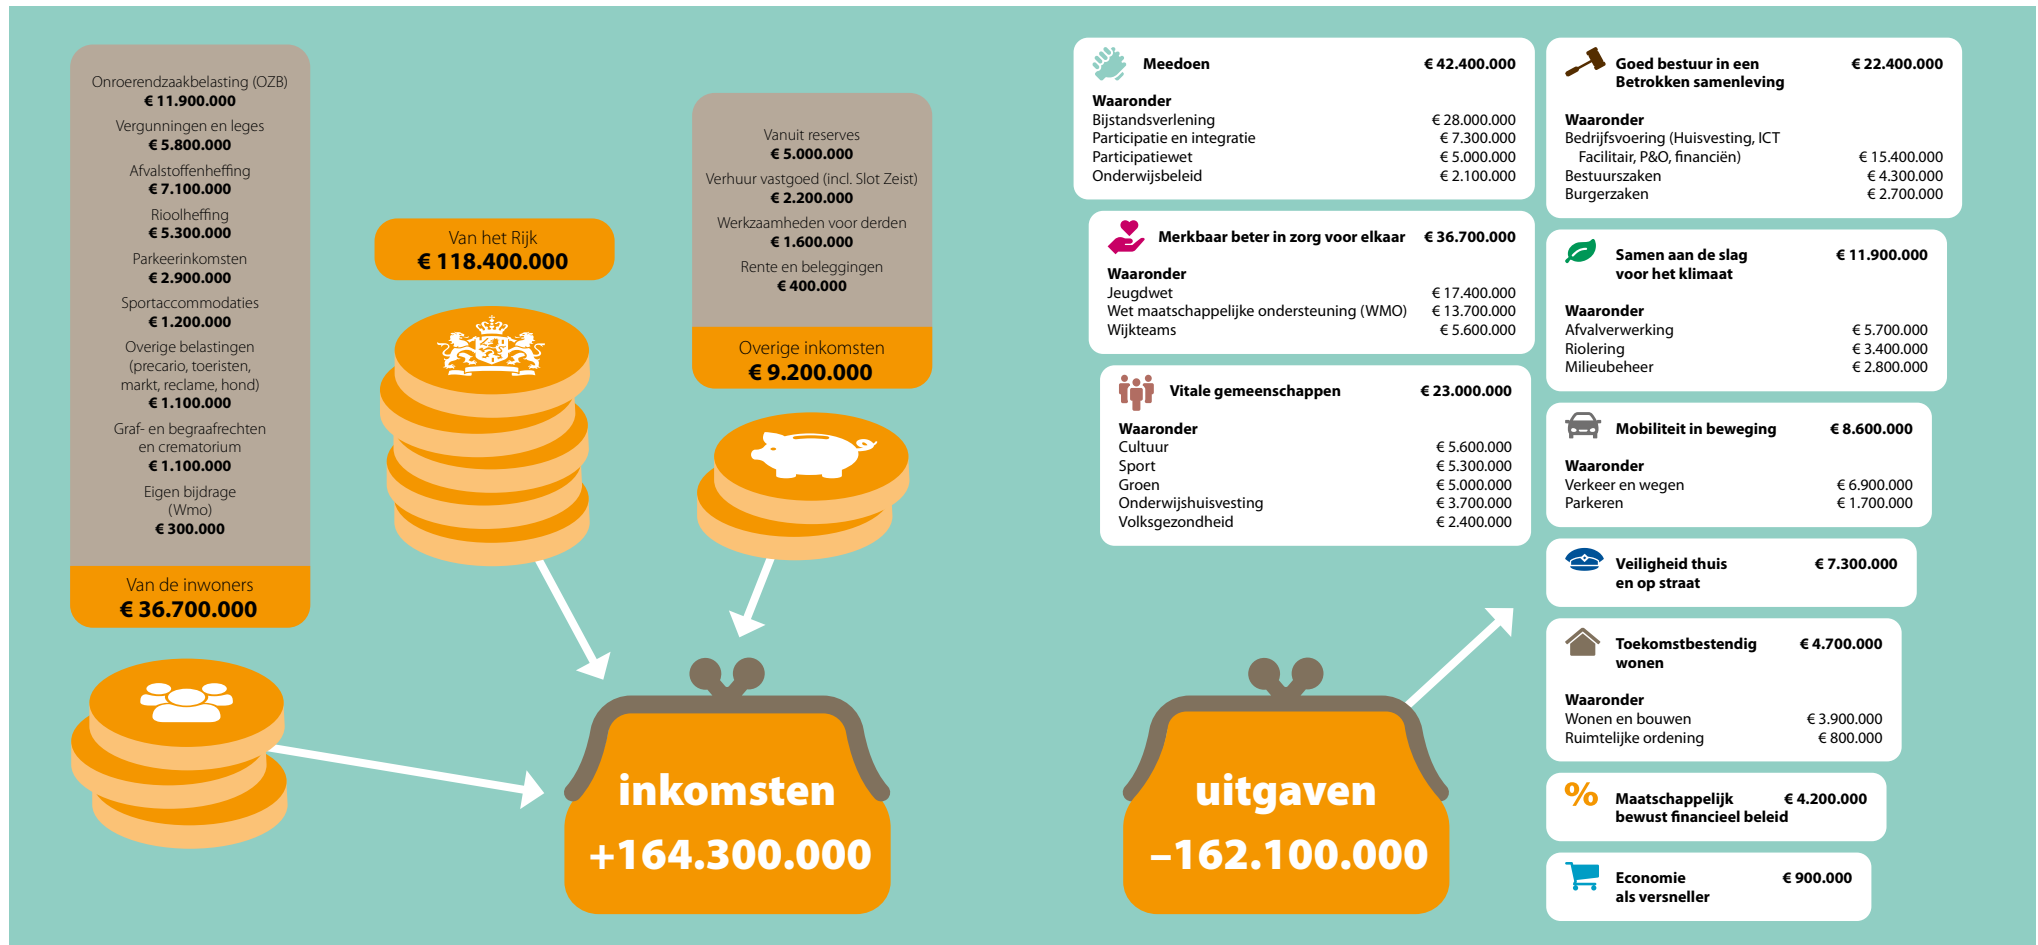 Onroerendzaakbelasting (OZB)
€ 11.900.000
Vergunningen en leges
€ 5.800.000
Afvalstoffenheffing
€ 7.100.000
Rioolheffing
€ 5.300.000
Parkeerinkomsten
€ 2.900.000
Sportaccommodaties
€ 1.200.000
Overige belastingen
(precario, toeristen,
markt, reclame, hond)
€ 1.100.000
Graf- en begraafrechten
en crematorium
€ 1.100.000
Eigen bijdrage
(Wmo)
€ 300.000
Van de inwoners
€ 36.700.000
Van het Rijk
€ 118.400.000
Vanuit reserves
€ 5.000.000
Verhuur vastgoed (incl. Slot Zeist)
€ 2.200.000
Werkzaamheden voor derden
€ 1.600.000
Rente en beleggingen
€ 400.000
Overige inkomsten
€ 9.200.000
inkomsten
+164.300.000
uitgaven
–162.100.000
Meedoen € 42.400.000
Waaronder
Bijstandsverlening € 28.000.000
Participatie en integratie € 7.300.000
Participatiewet € 5.000.000
Onderwijsbeleid € 2.100.000
Merkbaar beter in zorg voor elkaar € 36.700.000
Waaronder
Jeugdwet € 17.400.000
Wet maatschappelijke ondersteuning (WMO) € 13.700.000
Wijkteams € 5.600.000
Vitale gemeenschappen € 23.000.000
Waaronder
Cultuur € 5.600.000
Sport € 5.300.000
Groen € 5.000.000
Onderwijshuisvesting € 3.700.000
Volksgezondheid € 2.400.000
Goed bestuur in een € 22.400.000
Betrokken samenleving
Waaronder
Bedrijfsvoering (Huisvesting, ICT
Facilitair, P&O, financiën) € 15.400.000
Bestuurszaken € 4.300.000
Burgerzaken € 2.700.000
Samen aan de slag € 11.900.000
voor het klimaat
Waaronder
Afvalverwerking € 5.700.000
Riolering € 3.400.000
Milieubeheer € 2.800.000
Mobiliteit in beweging € 8.600.000
Waaronder
Verkeer en wegen € 6.900.000
Parkeren € 1.700.000
Veiligheid thuis € 7.300.000
en op straat
Toekomstbestendig € 4.700.000
wonen
Waaronder
Wonen en bouwen € 3.900.000
Ruimtelijke ordening € 800.000
% Maatschappelijk € 4.200.000
bewust financieel beleid
Economie € 900.000
als versneller